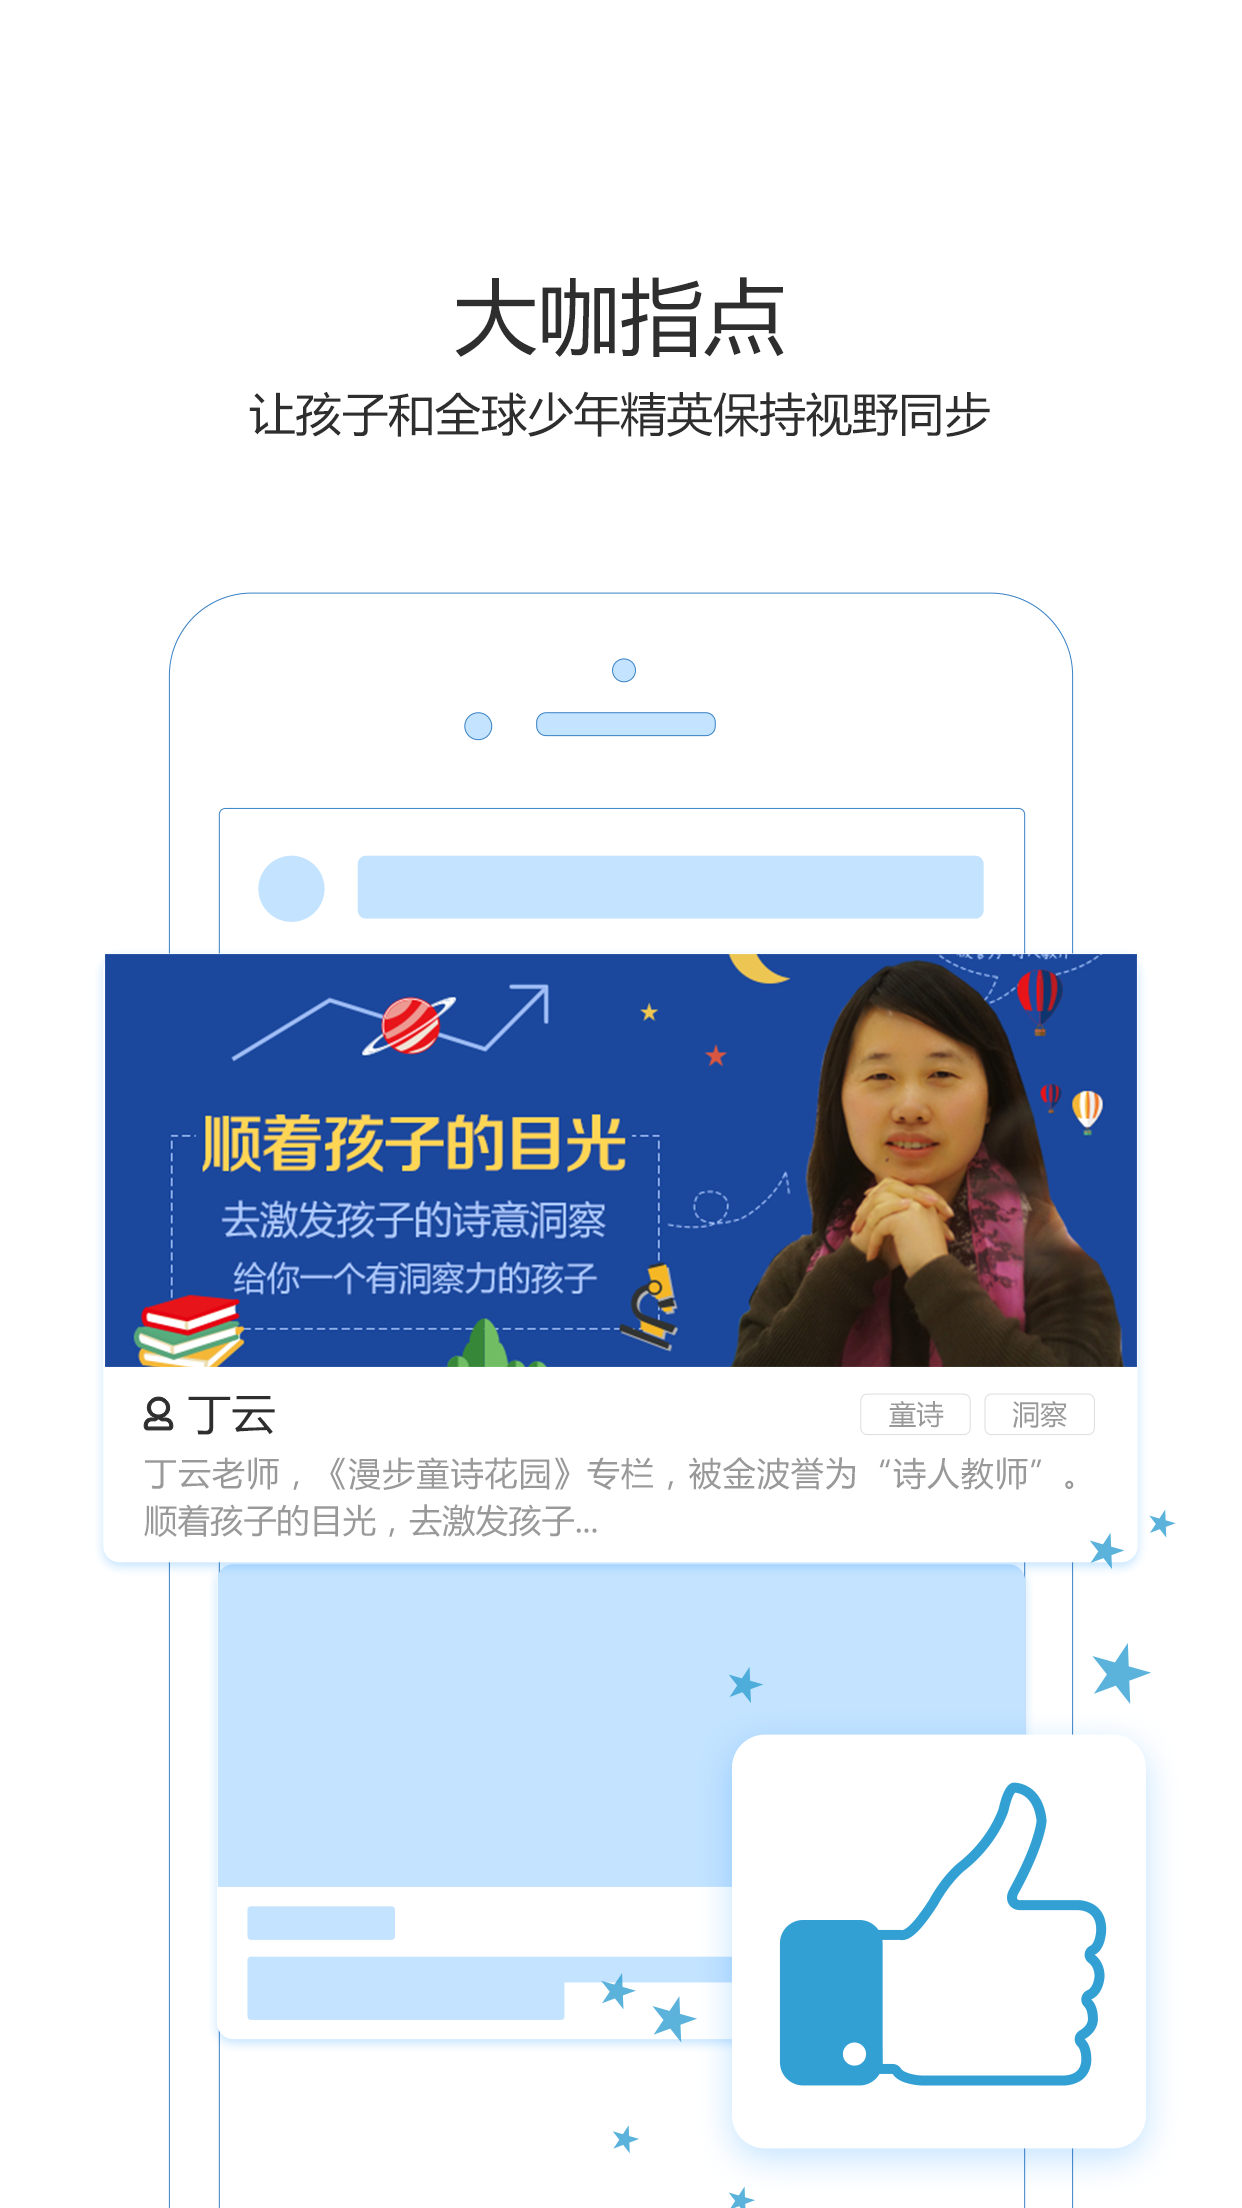 大咖指点
让孩子和全球少年精英保持视野同步
顺着孩子的目光
去激发孩子的诗意洞察
给你一个有洞察力的孩子
丁云
童诗
洞察
丁云老师，《漫步童诗花园》专栏，被金波誉为“诗人教师”。
顺着孩子的目光，去激发孩子...